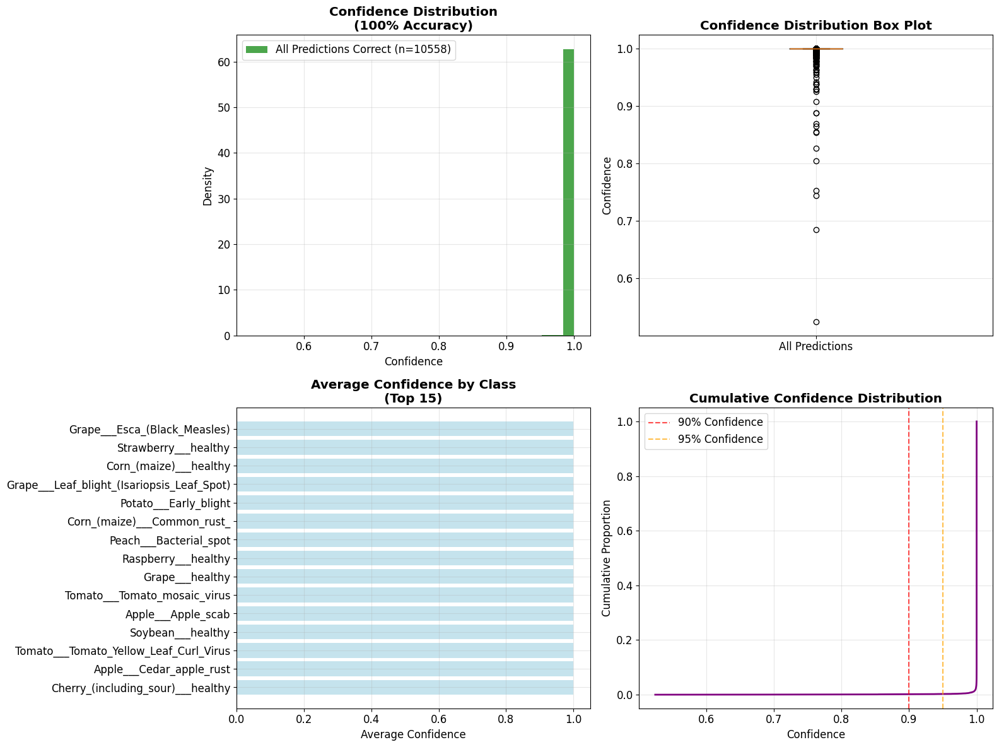 Confidence Distribution
(100% Accuracy)
All Predictions Correct (n=10558)
60
50
40
30
20
10
0
Density
0.6 0.7 0.8 0.9 1.0
Confidence
Confidence Distribution Box Plot
1.0
0.9
0.8
0.7
0.6
Confidence
All Predictions
Average Confidence by Class
(Top 15)
Grape___Esca_(Black_Measles)
Strawberry___healthy
Corn_(maize)___healthy
Grape___Leaf_blight_(Isariopsis_Leaf_Spot)
Potato___Early_blight
Corn_(maize)___Common_rust_
Peach___Bacterial_spot
Raspberry___healthy
Grape___healthy
Tomato___Tomato_mosaic_virus
Apple___Apple_scab
Soybean___healthy
Tomato___Tomato_Yellow_Leaf_Curl_Virus
Apple___Cedar_apple_rust
Cherry_(including_sour)___healthy
0.0 0.2 0.4 0.6 0.8 1.0
Average Confidence
Cumulative Confidence Distribution
90% Confidence
95% Confidence
1.0
0.8
0.6
0.4
0.2
0.0
Cumulative Proportion
0.6 0.7 0.8 0.9 1.0
Confidence